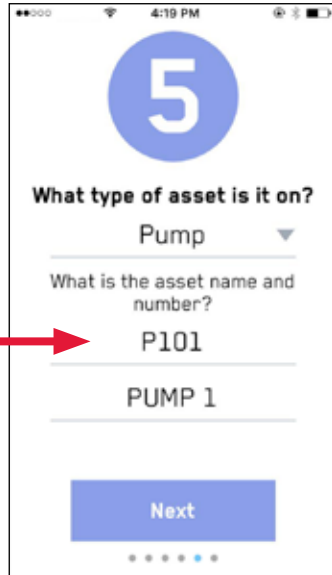 4:19 PM
5
What type of asset is it on?
Pump
What is the asset name and
number?
P101
PUMP 1
Next